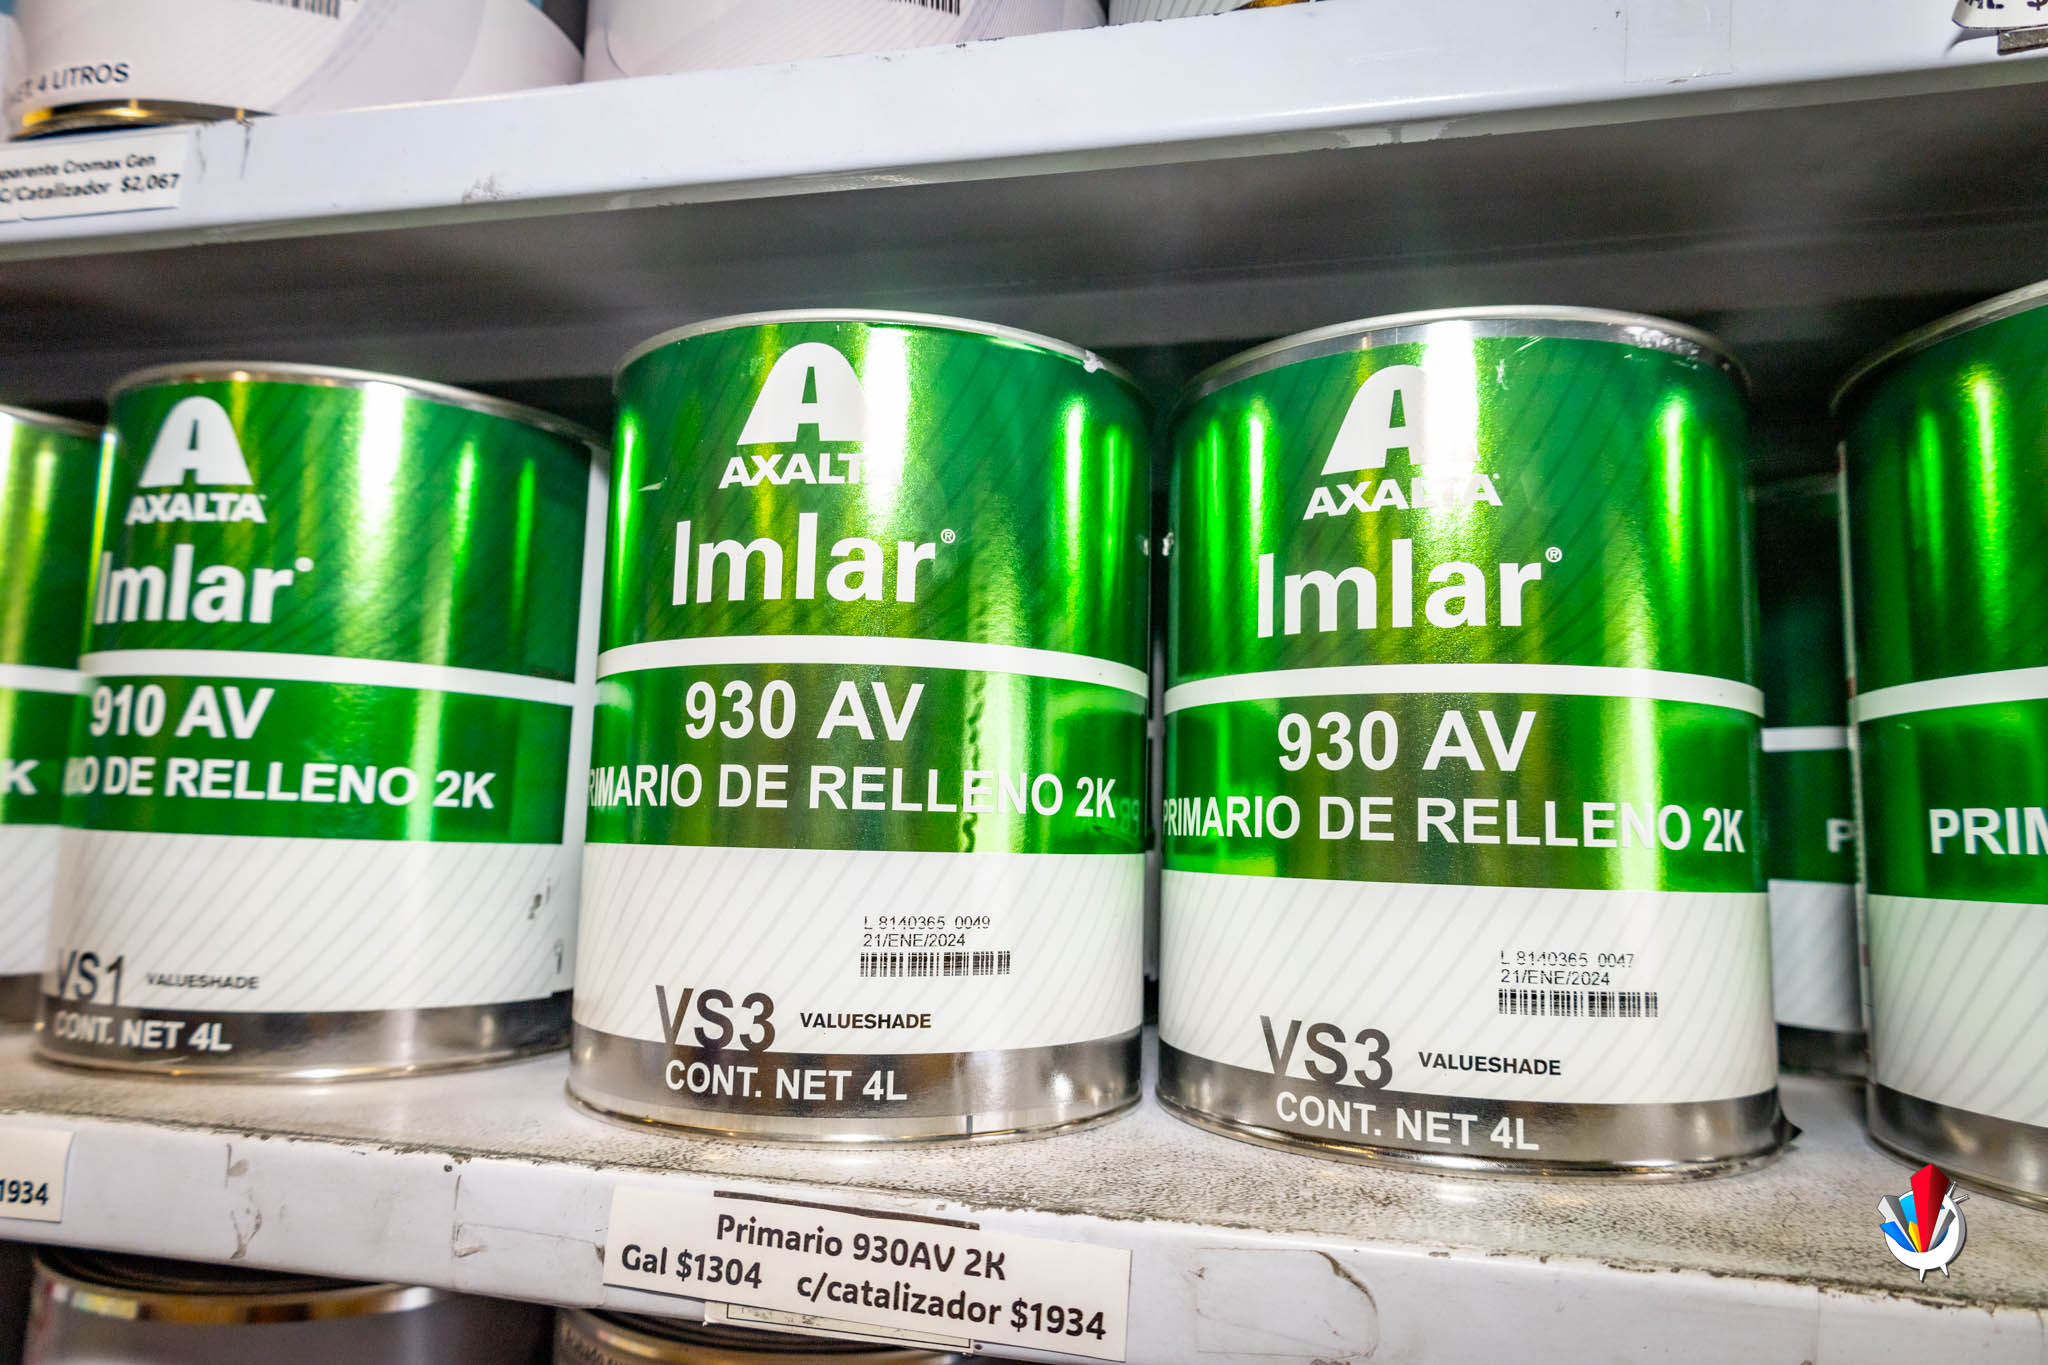 4 LITROS
Cromax Gen
C/Catalizador $2,067
AXALTA
Imlar
910 AV
DE RELLENO 2K
VS1 VALUESHADE
CONT. NET 4L
AXALTA
Imlar®
930 AV
PRIMARIO DE RELLENO 2K
L 8140365 0049
21/ENE/2024
VS3 VALUESHADE
CONT. NET 4L
AXALTA
Imlar®
930 AV
PRIMARIO DE RELLENO 2K
L 8140365 0047
21/ENE/2024
VS3 VALUESHADE
CONT. NET 4L
K
PRIM
$1934
Primario 930AV 2K
Gal $1304 c/catalizador $1934